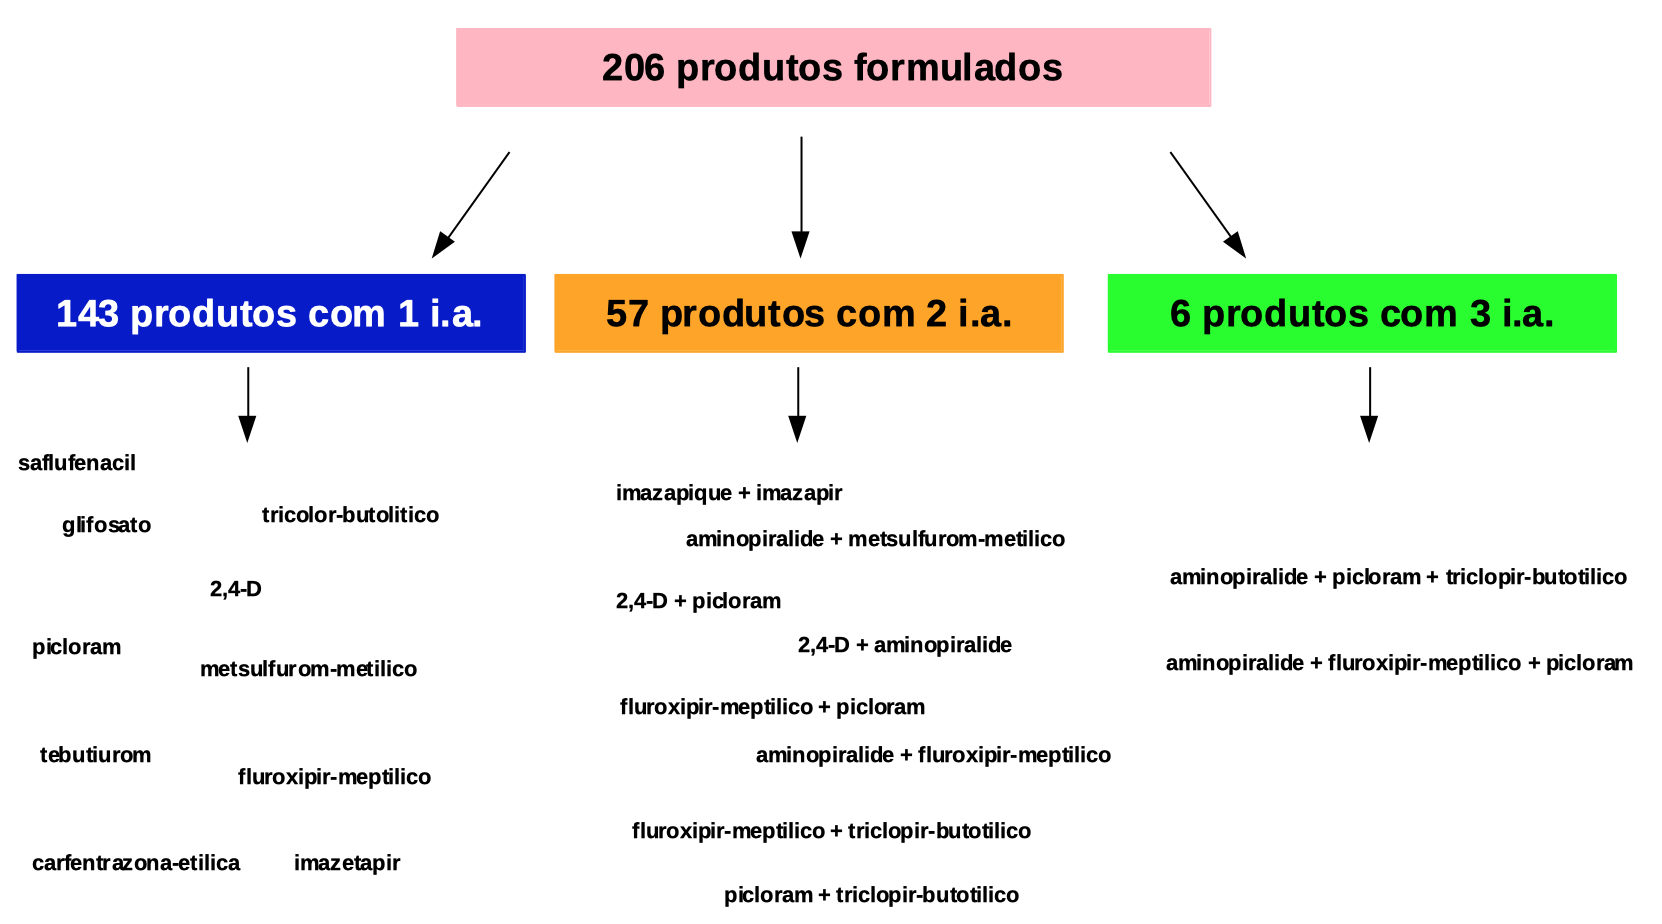 206 produtos formulados
143 produtos com 1 i.a.
57 produtos com 2 i.a.
6 produtos com 3 i.a.
saflufenacil
glifosato
tricolor-butolitico
2,4-D
picloram
metsulfurom-metilico
tebutiurom
fluroxipir-meptilico
carfentrazona-etilica
imazetapir
imazapique + imazapir
aminopiralide + metsulfurom-metilico
2,4-D + picloram
2,4-D + aminopiralide
fluroxipir-meptilico + picloram
aminopiralide + fluroxipir-meptilico
fluroxipir-meptilico + triclopir-butotilico
picloram + triclopir-butotilico
aminopiralide + picloram + triclopir-butotilico
aminopiralide + fluroxipir-meptilico + picloram